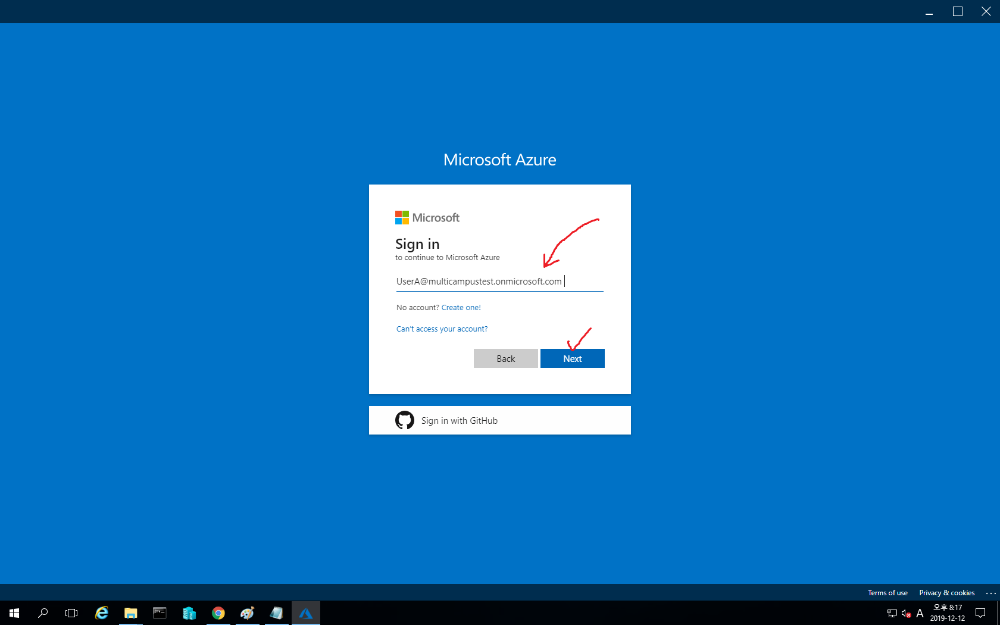 Microsoft Azure
Microsoft
Sign in
to continue to Microsoft Azure
UserA@multicampustest.onmicrosoft.com
No account? Create one!
Can't access your account?
Back
Next
Sign in with GitHub
Terms of use
Privacy & cookies
A
오후 8:17
2019-12-12